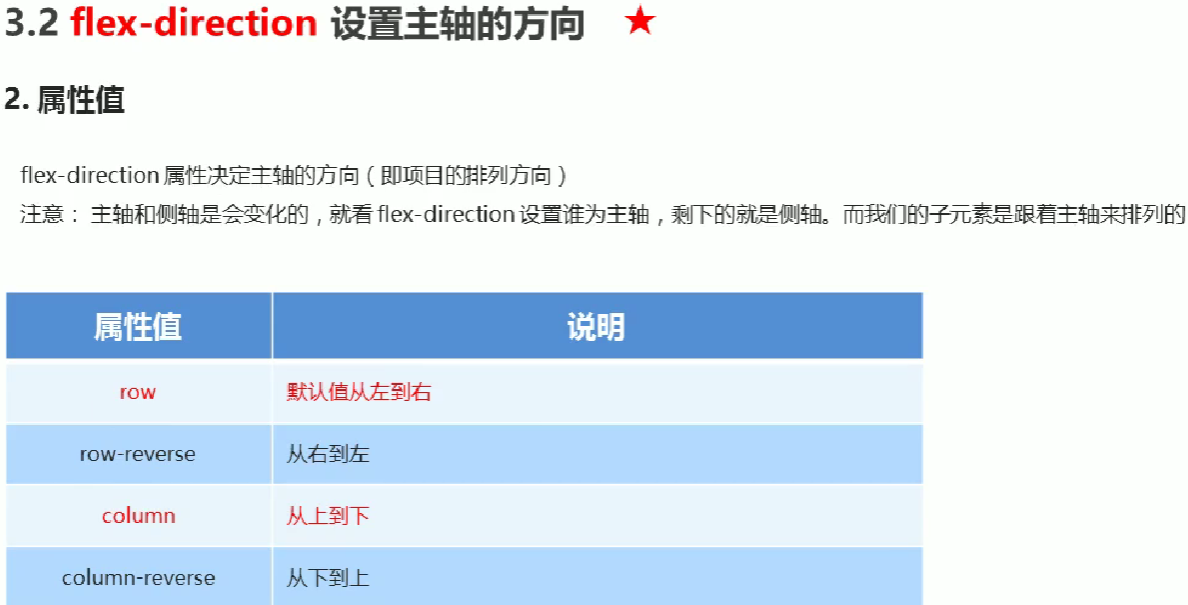 3.2 flex-direction 设置主轴的方向 ★
2. 属性值
flex-direction 属性决定主轴的方向（即项目的排列方向）
注意： 主轴和侧轴是会变化的，就看 flex-direction 设置谁为主轴，剩下的就是侧轴。而我们的子元素是跟着主轴来排列的
属性值 说明
row 默认值从左到右
row-reverse 从右到左
column 从上到下
column-reverse 从下到上